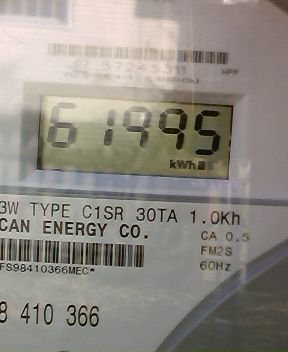 61995
kWh
3W TYPE C1SR 30TA 1.0Kh
CAN ENERGY CO.
CA 0.5
FM2S
60Hz
FS98410366MEC*
8 410 366